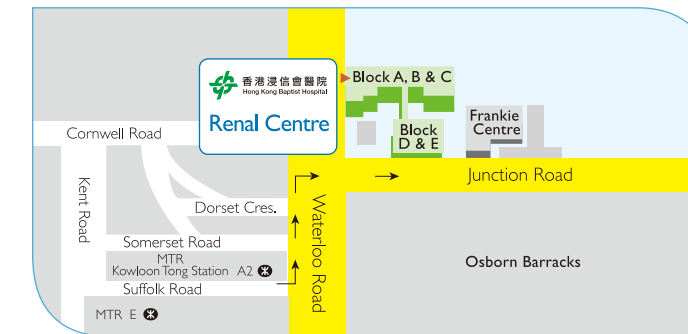 香港浸信會醫院
Hong Kong Baptist Hospital
Renal Centre
Block A, B & C
Block
D & E
Frankie
Centre
Cornwell Road
Junction Road
Kent Road
Dorset Cres.
Waterloo Road
Somerset Road
MTR
Kowloon Tong Station A2
Suffolk Road
MTR E
Osborn Barracks